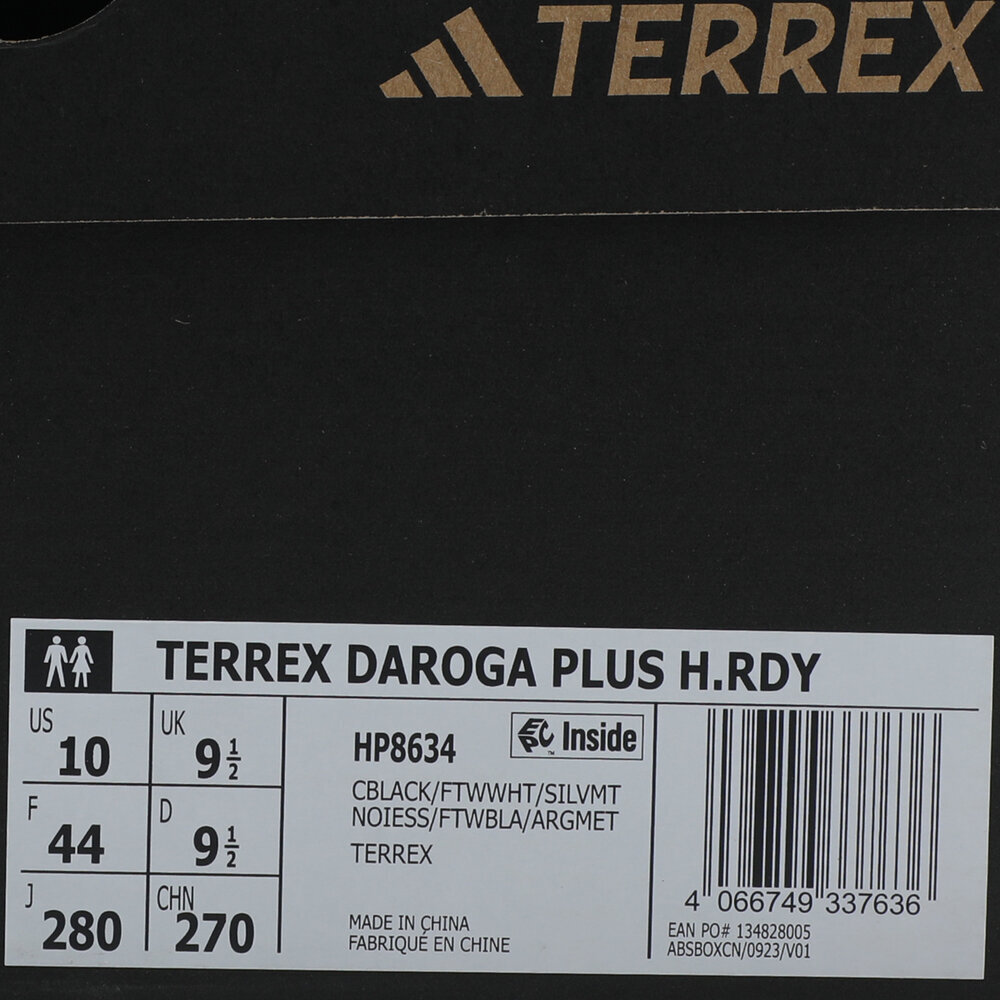 TERREX
TERREX DAROGA PLUS H.RDY
US 10
UK 9 1/2
F 44
D 9 1/2
J 280
CHN 270
HP8634
EPC Inside
™
CBLACK/FTWWHT/SILVMT
NOIESS/FTWBLA/ARGMET
TERREX
MADE IN CHINA
FABRIQUÉ EN CHINE
4 066749 337636
EAN PO# 134828005
ABSBOXCN/0923/V01